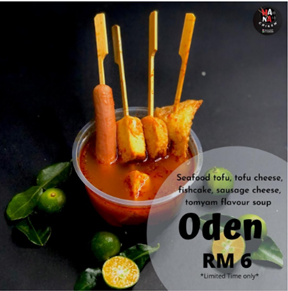 Seafood tofu, tofu cheese,
fishcake, sausage cheese,
tomyam flavour soup
Oden
RM 6
*Limited Time only*